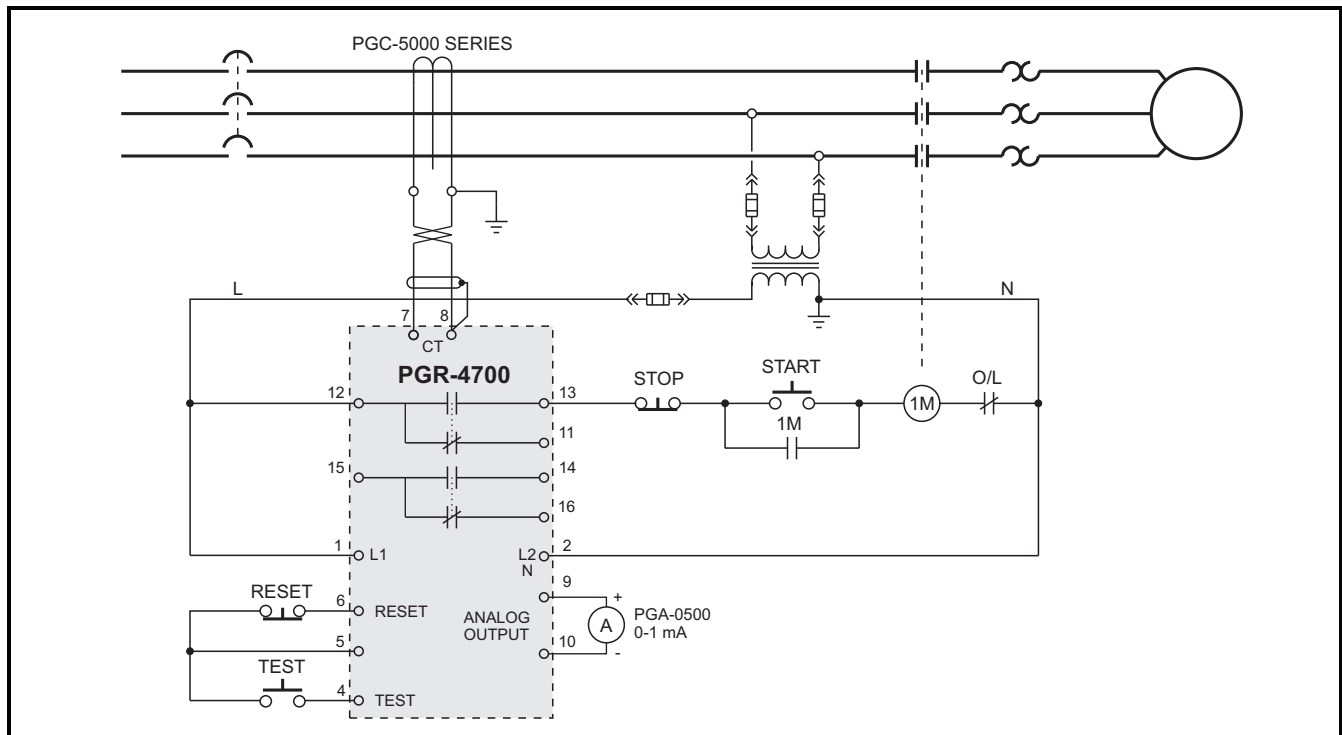 PGC-5000 SERIES
L
N
7
8
CT
PGR-4700
12
13
STOP
START
1M
O/L
1M
11
15
14
16
1
L1
L2
N
2
RESET
6
RESET
9
+
ANALOG
OUTPUT
A
PGA-0500
0-1 mA
5
10
-
TEST
4
TEST